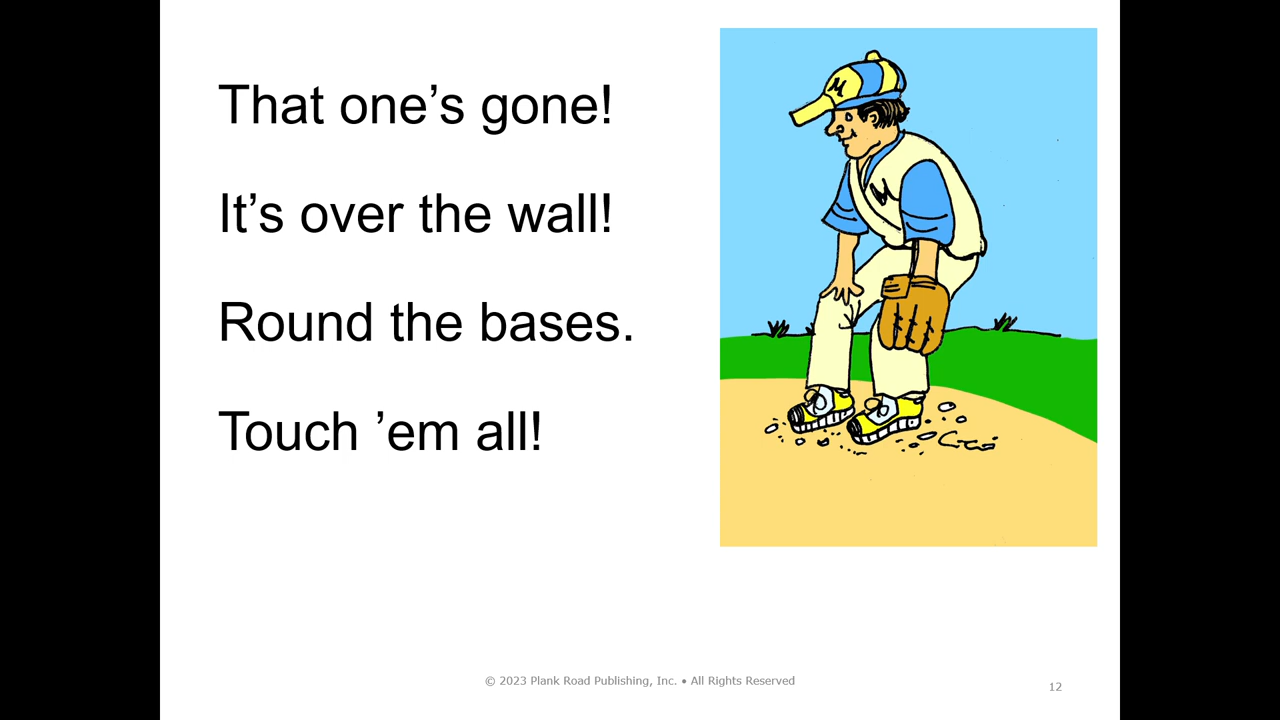 That one’s gone!
It’s over the wall!
Round the bases.
Touch ’em all!
M
M
© 2023 Plank Road Publishing, Inc. • All Rights Reserved
12